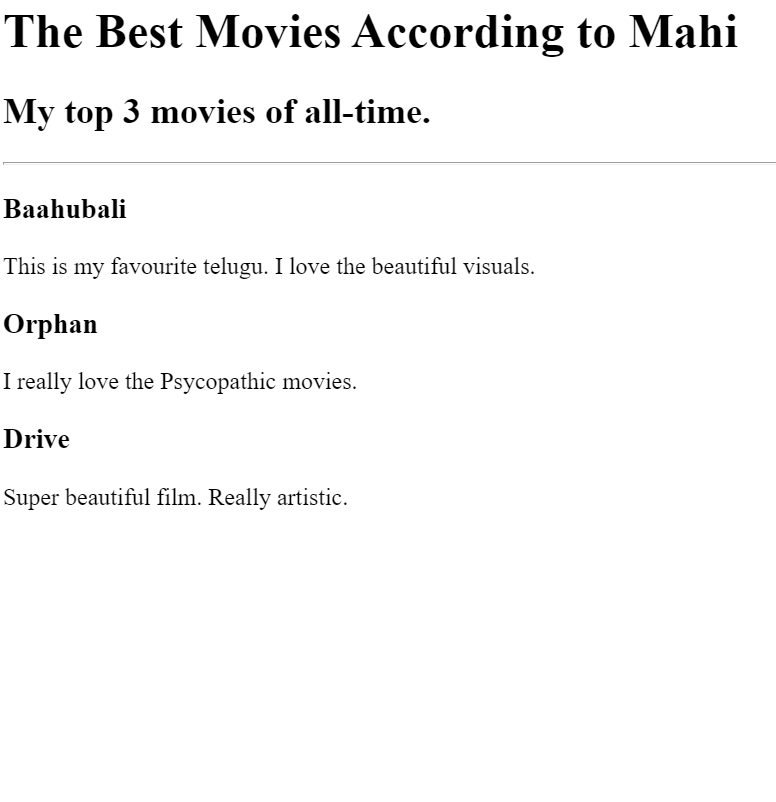 The Best Movies According to Mahi
My top 3 movies of all-time.
Baahubali
This is my favourite telugu. I love the beautiful visuals.
Orphan
I really love the Psycopathic movies.
Drive
Super beautiful film. Really artistic.